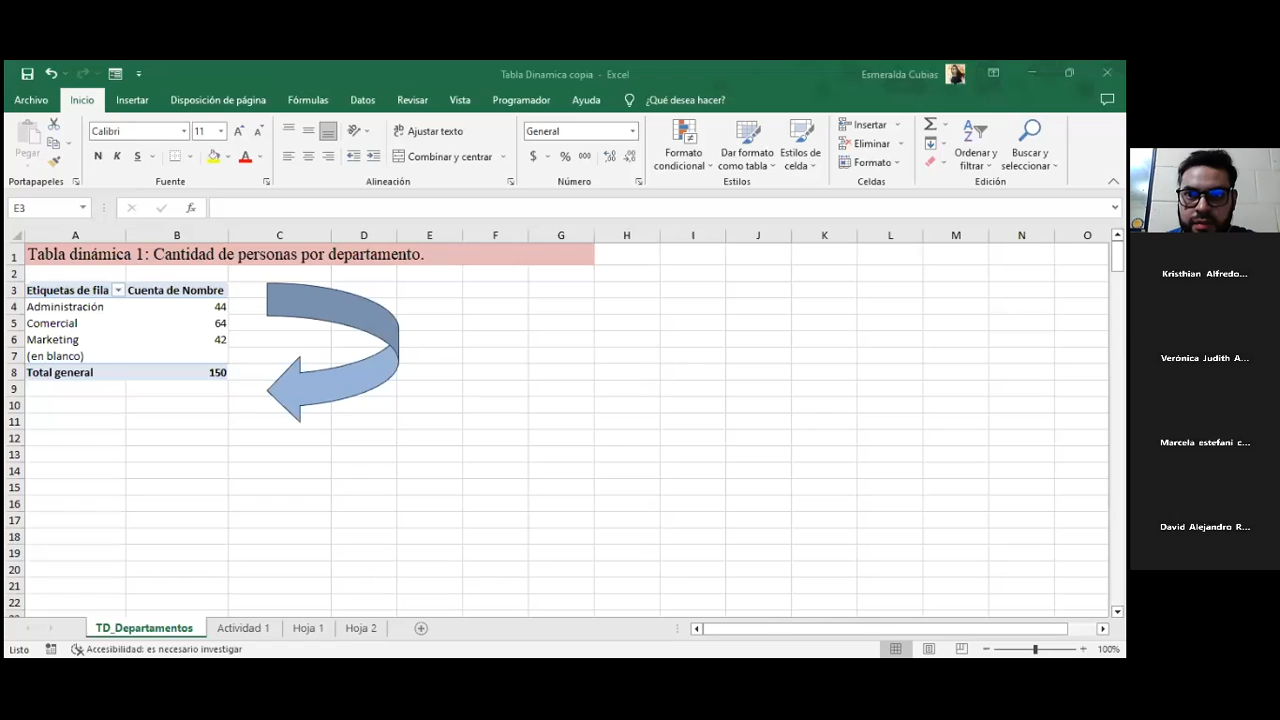 Tabla Dinamica copia - Excel
Esmeralda Cubias
Archivo Inicio Insertar Disposición de página Fórmulas Datos Revisar Vista Programador Ayuda ¿Qué desea hacer?
Pegar
Calibri 11
N K S
A A
A
Ajustar texto
Combinar y centrar
General
$ % 000
Formato condicional
Dar formato como tabla
Estilos de celda
Insertar
Eliminar
Formato
Ordenar y filtrar
Buscar y seleccionar
Portapapeles Fuente Alineación Número Estilos Celdas Edición
E3 fx
A B C D E F G H I J K L M N O
1 Tabla dinámica 1: Cantidad de personas por departamento.
2
3 Etiquetas de fila Cuenta de Nombre
4 Administración 44
5 Comercial 64
6 Marketing 42
7 (en blanco)
8 Total general 150
9
10
11
12
13
14
15
16
17
18
19
20
21
22
TD_Departamentos Actividad 1 Hoja 1 Hoja 2
Listo Accesibilidad: es necesario investigar 100%
Kristhian Alfredo...
Verónica Judith A...
Marcela estefani c...
David Alejandro R...